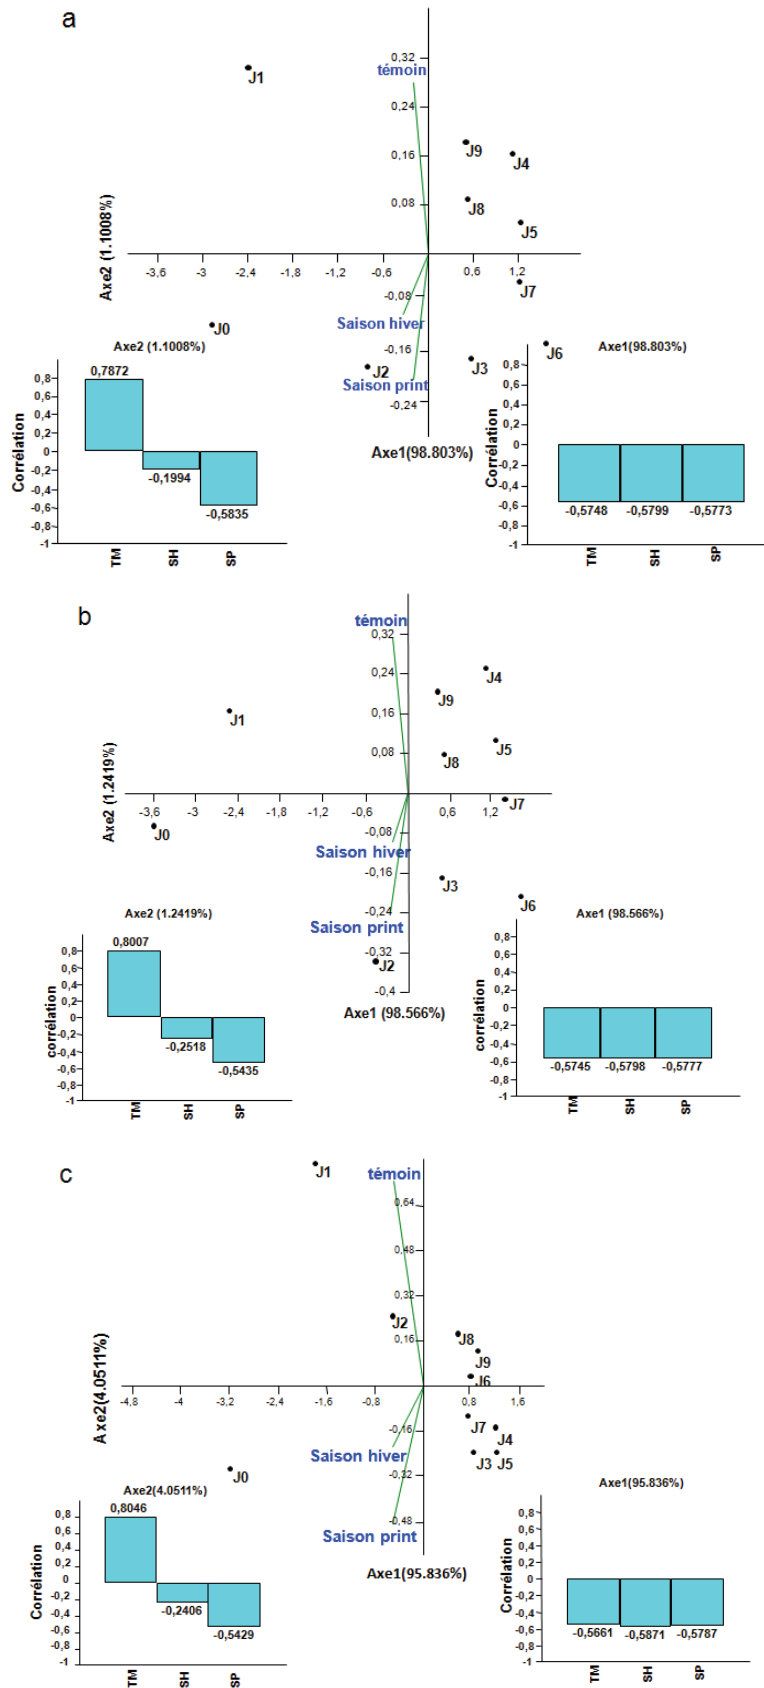 a
0,32
témoin
J1
0,24
J9
J4
0,16
J8
0,08
J5
Axe2 (1.1008%)
-3,6 -3 -2,4 -1,8 -1,2 -0,6 0,6 1,2
J7
-0,08
Saison hiver
J0
-0,16
J6
J3
J2
Saison print
-0,24
Axe1(98.803%)
Axe2 (1.1008%)
Corrélation
0,8
0,6
0,4
0,2
0
-0,2
-0,4
-0,6
-0,8
-1
0,7872
-0,1994
-0,5835
TM SH SP
Axe1(98.803%)
Corrélation
0,8
0,6
0,4
0,2
0
-0,2
-0,4
-0,6
-0,8
-1
-0,5748 -0,5799 -0,5773
TM SH SP
b
témoin
0,32
0,24
J4
J9
0,16
J1
0,08
J8
J5
Axe2 (1.2419%)
-3,6 -3 -2,4 -1,8 -1,2 -0,6 0,6 1,2
J7
J0
-0,08
Saison hiver
-0,16
J3
J6
-0,24
Saison print
-0,32
J2
-0,4
Axe1 (98.566%)
Axe2 (1.2419%)
corrélation
0,8
0,6
0,4
0,2
0
-0,2
-0,4
-0,6
-0,8
-1
0,8007
-0,2518
-0,5435
TM SH SP
Axe1 (98.566%)
corrélation
0,8
0,6
0,4
0,2
0
-0,2
-0,4
-0,6
-0,8
-1
-0,5745 -0,5798 -0,5777
TM SH SP
c
J1
témoin
0,64
0,48
0,32
J2
0,16
J8
J9
J6
Axe2(4.0511%)
-4,8 -4 -2,4 -1,6 -0,8 0,8 1,6
J7
J4
-0,16
Saison hiver
J3 J5
-0,32
J0
-0,48
Saison print
Axe1(95.836%)
Axe2(4.0511%)
Corrélation
0,8
0,6
0,4
0,2
0
-0,2
-0,4
-0,6
-0,8
-1
0,8046
-0,2406
-0,5429
TM SH SP
Axe1(95.836%)
Corrélation
0,8
0,6
0,4
0,2
0
-0,2
-0,4
-0,6
-0,8
-1
-0,5661 -0,5871 -0,5787
TM SH SP